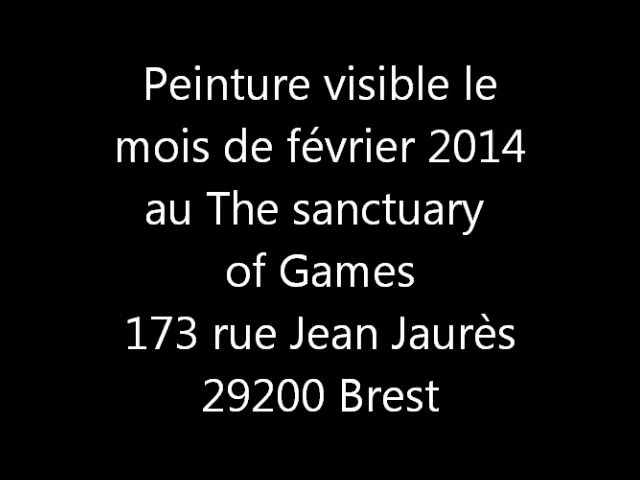 Peinture visible le
mois de février 2014
au The sanctuary
of Games
173 rue Jean Jaurès
29200 Brest